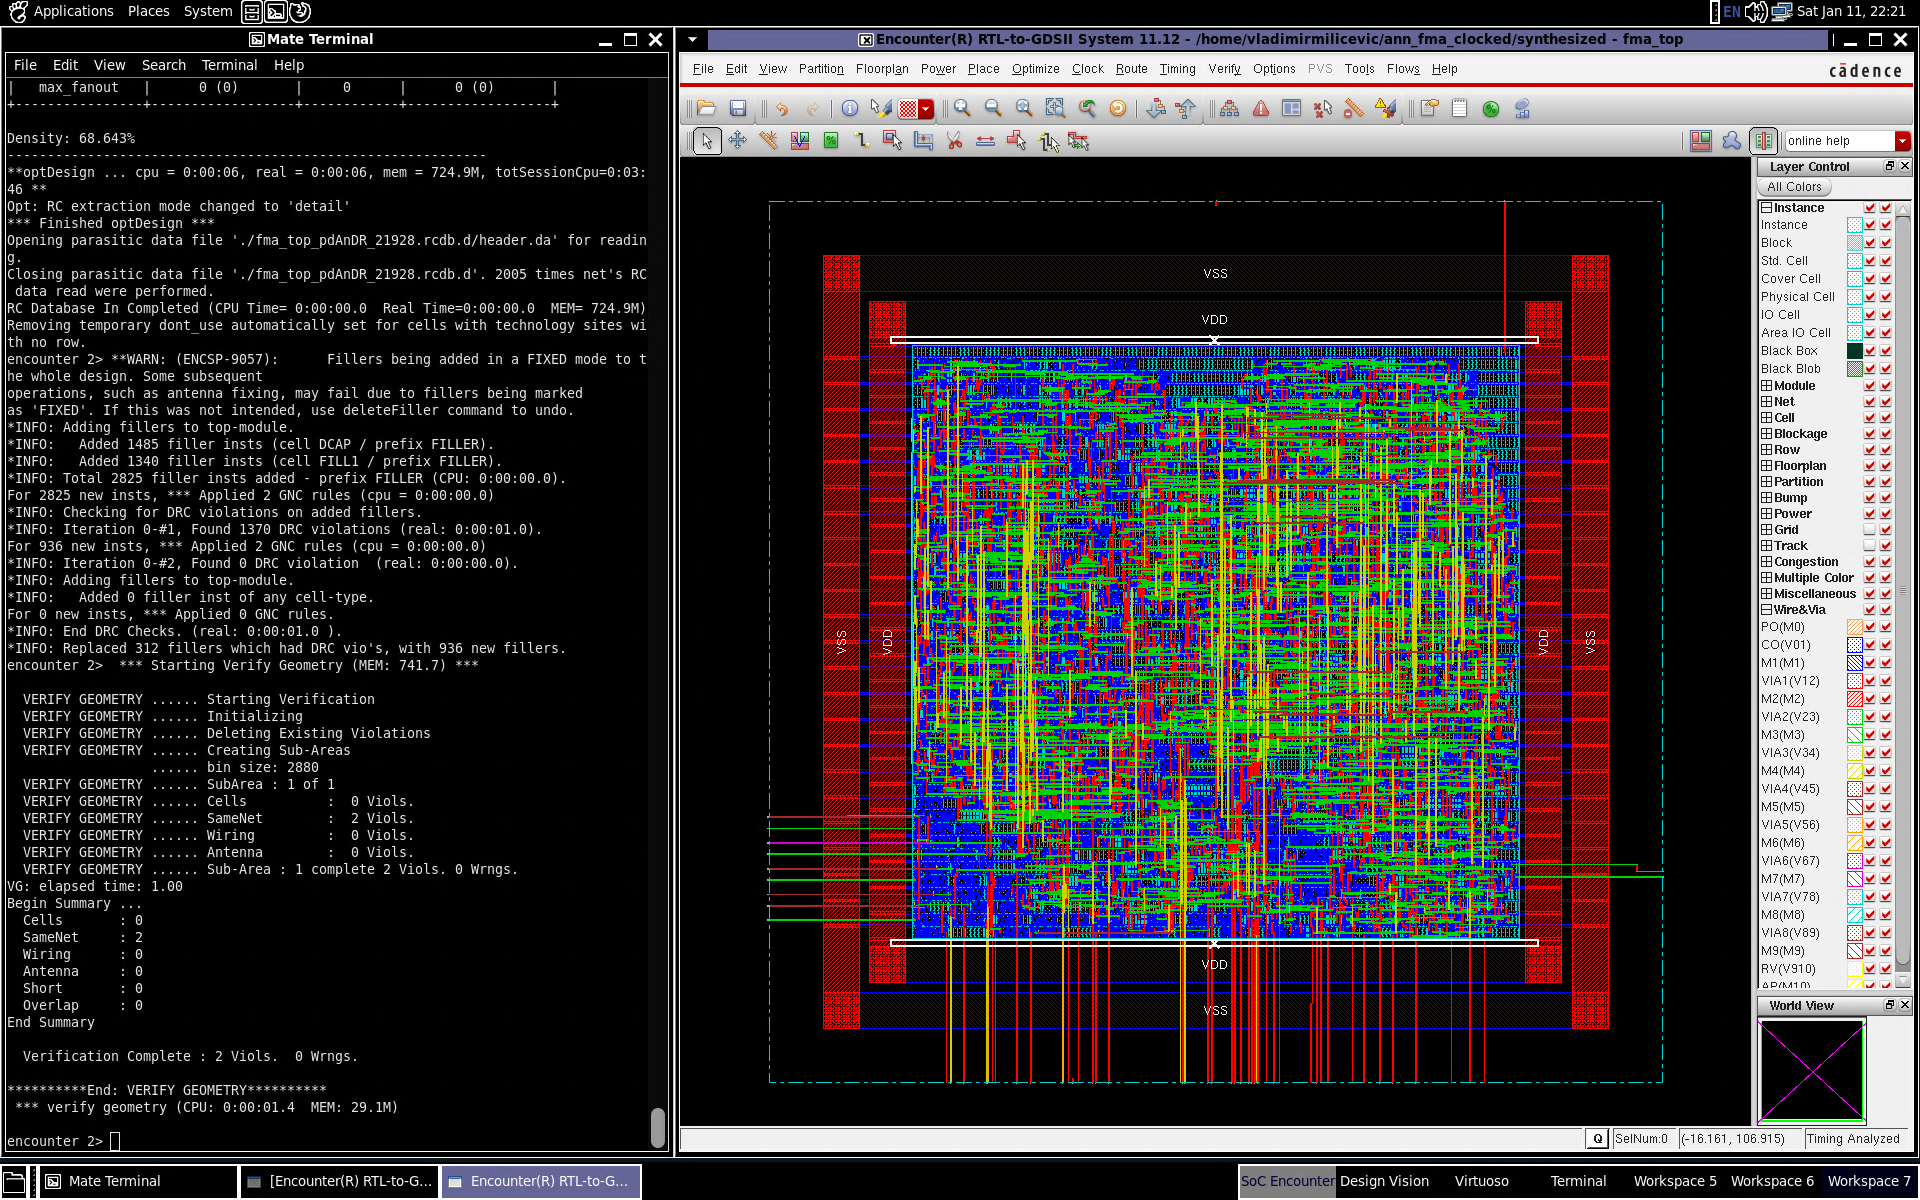 Applications Places System
EN Sat Jan 11, 22:21
Mate Terminal
File Edit View Search Terminal Help
| max_fanout | 0 (0) | 0 | 0 (0) |
+----------------+------------------+------------+------------------+
Density: 68.643%
------------------------------------------------------------
**optDesign ... cpu = 0:00:06, real = 0:00:06, mem = 724.9M, totSessionCpu=0:03:
46 **
Opt: RC extraction mode changed to 'detail'
*** Finished optDesign ***
Opening parasitic data file './fma_top_pdAnDR_21928.rcdb.d/header.da' for readin
g.
Closing parasitic data file './fma_top_pdAnDR_21928.rcdb.d'. 2005 times net's RC
data read were performed.
RC Database In Completed (CPU Time= 0:00:00.0 Real Time=0:00:00.0 MEM= 724.9M)
Removing temporary dont_use automatically set for cells with technology sites wi
th no row.
encounter 2> **WARN: (ENCSP-9057): Fillers being added in a FIXED mode to t
he whole design. Some subsequent
operations, such as antenna fixing, may fail due to fillers being marked
as 'FIXED'. If this was not intended, use deleteFiller command to undo.
*INFO: Adding fillers to top-module.
*INFO: Added 1485 filler insts (cell DCAP / prefix FILLER).
*INFO: Added 1340 filler insts (cell FILL1 / prefix FILLER).
*INFO: Total 2825 filler insts added - prefix FILLER (CPU: 0:00:00.0).
For 2825 new insts, *** Applied 2 GNC rules (cpu = 0:00:00.0)
*INFO: Checking for DRC violations on added fillers.
*INFO: Iteration 0-#1, Found 1370 DRC violations (real: 0:00:01.0).
For 936 new insts, *** Applied 2 GNC rules (cpu = 0:00:00.0)
*INFO: Iteration 0-#2, Found 0 DRC violation (real: 0:00:00.0).
*INFO: Adding fillers to top-module.
*INFO: Added 0 filler inst of any cell-type.
For 0 new insts, *** Applied 0 GNC rules.
*INFO: End DRC Checks. (real: 0:00:01.0 ).
*INFO: Replaced 312 fillers which had DRC vio's, with 936 new fillers.
encounter 2> *** Starting Verify Geometry (MEM: 741.7) ***
VERIFY GEOMETRY ...... Starting Verification
VERIFY GEOMETRY ...... Initializing
VERIFY GEOMETRY ...... Deleting Existing Violations
VERIFY GEOMETRY ...... Creating Sub-Areas
...... bin size: 2880
VERIFY GEOMETRY ...... SubArea : 1 of 1
VERIFY GEOMETRY ...... Cells : 0 Viols.
VERIFY GEOMETRY ...... SameNet : 2 Viols.
VERIFY GEOMETRY ...... Wiring : 0 Viols.
VERIFY GEOMETRY ...... Antenna : 0 Viols.
VERIFY GEOMETRY ...... Sub-Area : 1 complete 2 Viols. 0 Wrngs.
VG: elapsed time: 1.00
Begin Summary ...
Cells : 0
SameNet : 2
Wiring : 0
Antenna : 0
Short : 0
Overlap : 0
End Summary
Verification Complete : 2 Viols. 0 Wrngs.
**********End: VERIFY GEOMETRY**********
*** verify geometry (CPU: 0:00:01.4 MEM: 29.1M)
encounter 2>
Encounter(R) RTL-to-GDSII System 11.12 - /home/vladimirmilicevic/ann_fma_clocked/synthesized - fma_top
File Edit View Partition Floorplan Power Place Optimize Clock Route Timing Verify Options PVS Tools Flows Help
cādence
online help
VSS
VDD
VSS
VDD
VDD
VSS
VDD
VSS
Layer Control
All Colors
Instance
Instance
Block
Std. Cell
Cover Cell
Physical Cell
IO Cell
Area IO Cell
Black Box
Black Blob
Module
Net
Cell
Blockage
Row
Floorplan
Partition
Bump
Power
Grid
Track
Congestion
Multiple Color
Miscellaneous
Wire&Via
PO(M0)
CO(V01)
M1(M1)
VIA1(V12)
M2(M2)
VIA2(V23)
M3(M3)
VIA3(V34)
M4(M4)
VIA4(V45)
M5(M5)
VIA5(V56)
M6(M6)
VIA6(V67)
M7(M7)
VIA7(V78)
M8(M8)
VIA8(V89)
M9(M9)
RV(V910)
AP(M10)
World View
Q SelNum:0 (-16.161, 106.915) Timing Analyzed
Mate Terminal [Encounter(R) RTL-to-G... Encounter(R) RTL-to-G... SoC Encounter Design Vision Virtuoso Terminal Workspace 5 Workspace 6 Workspace 7